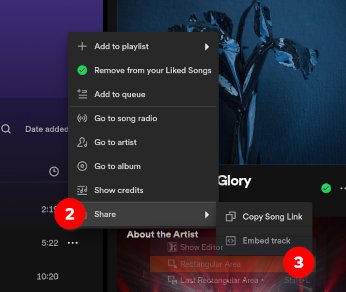 Add to playlist
Remove from your Liked Songs
Add to queue
Date added
Go to song radio
Go to artist
Go to album
Show credits
Glory
2
Share
Copy Song Link
About the Artist
5:22
Embed track
Show Editor
Rectangular Area
3
10:20
Last Rectangular Area